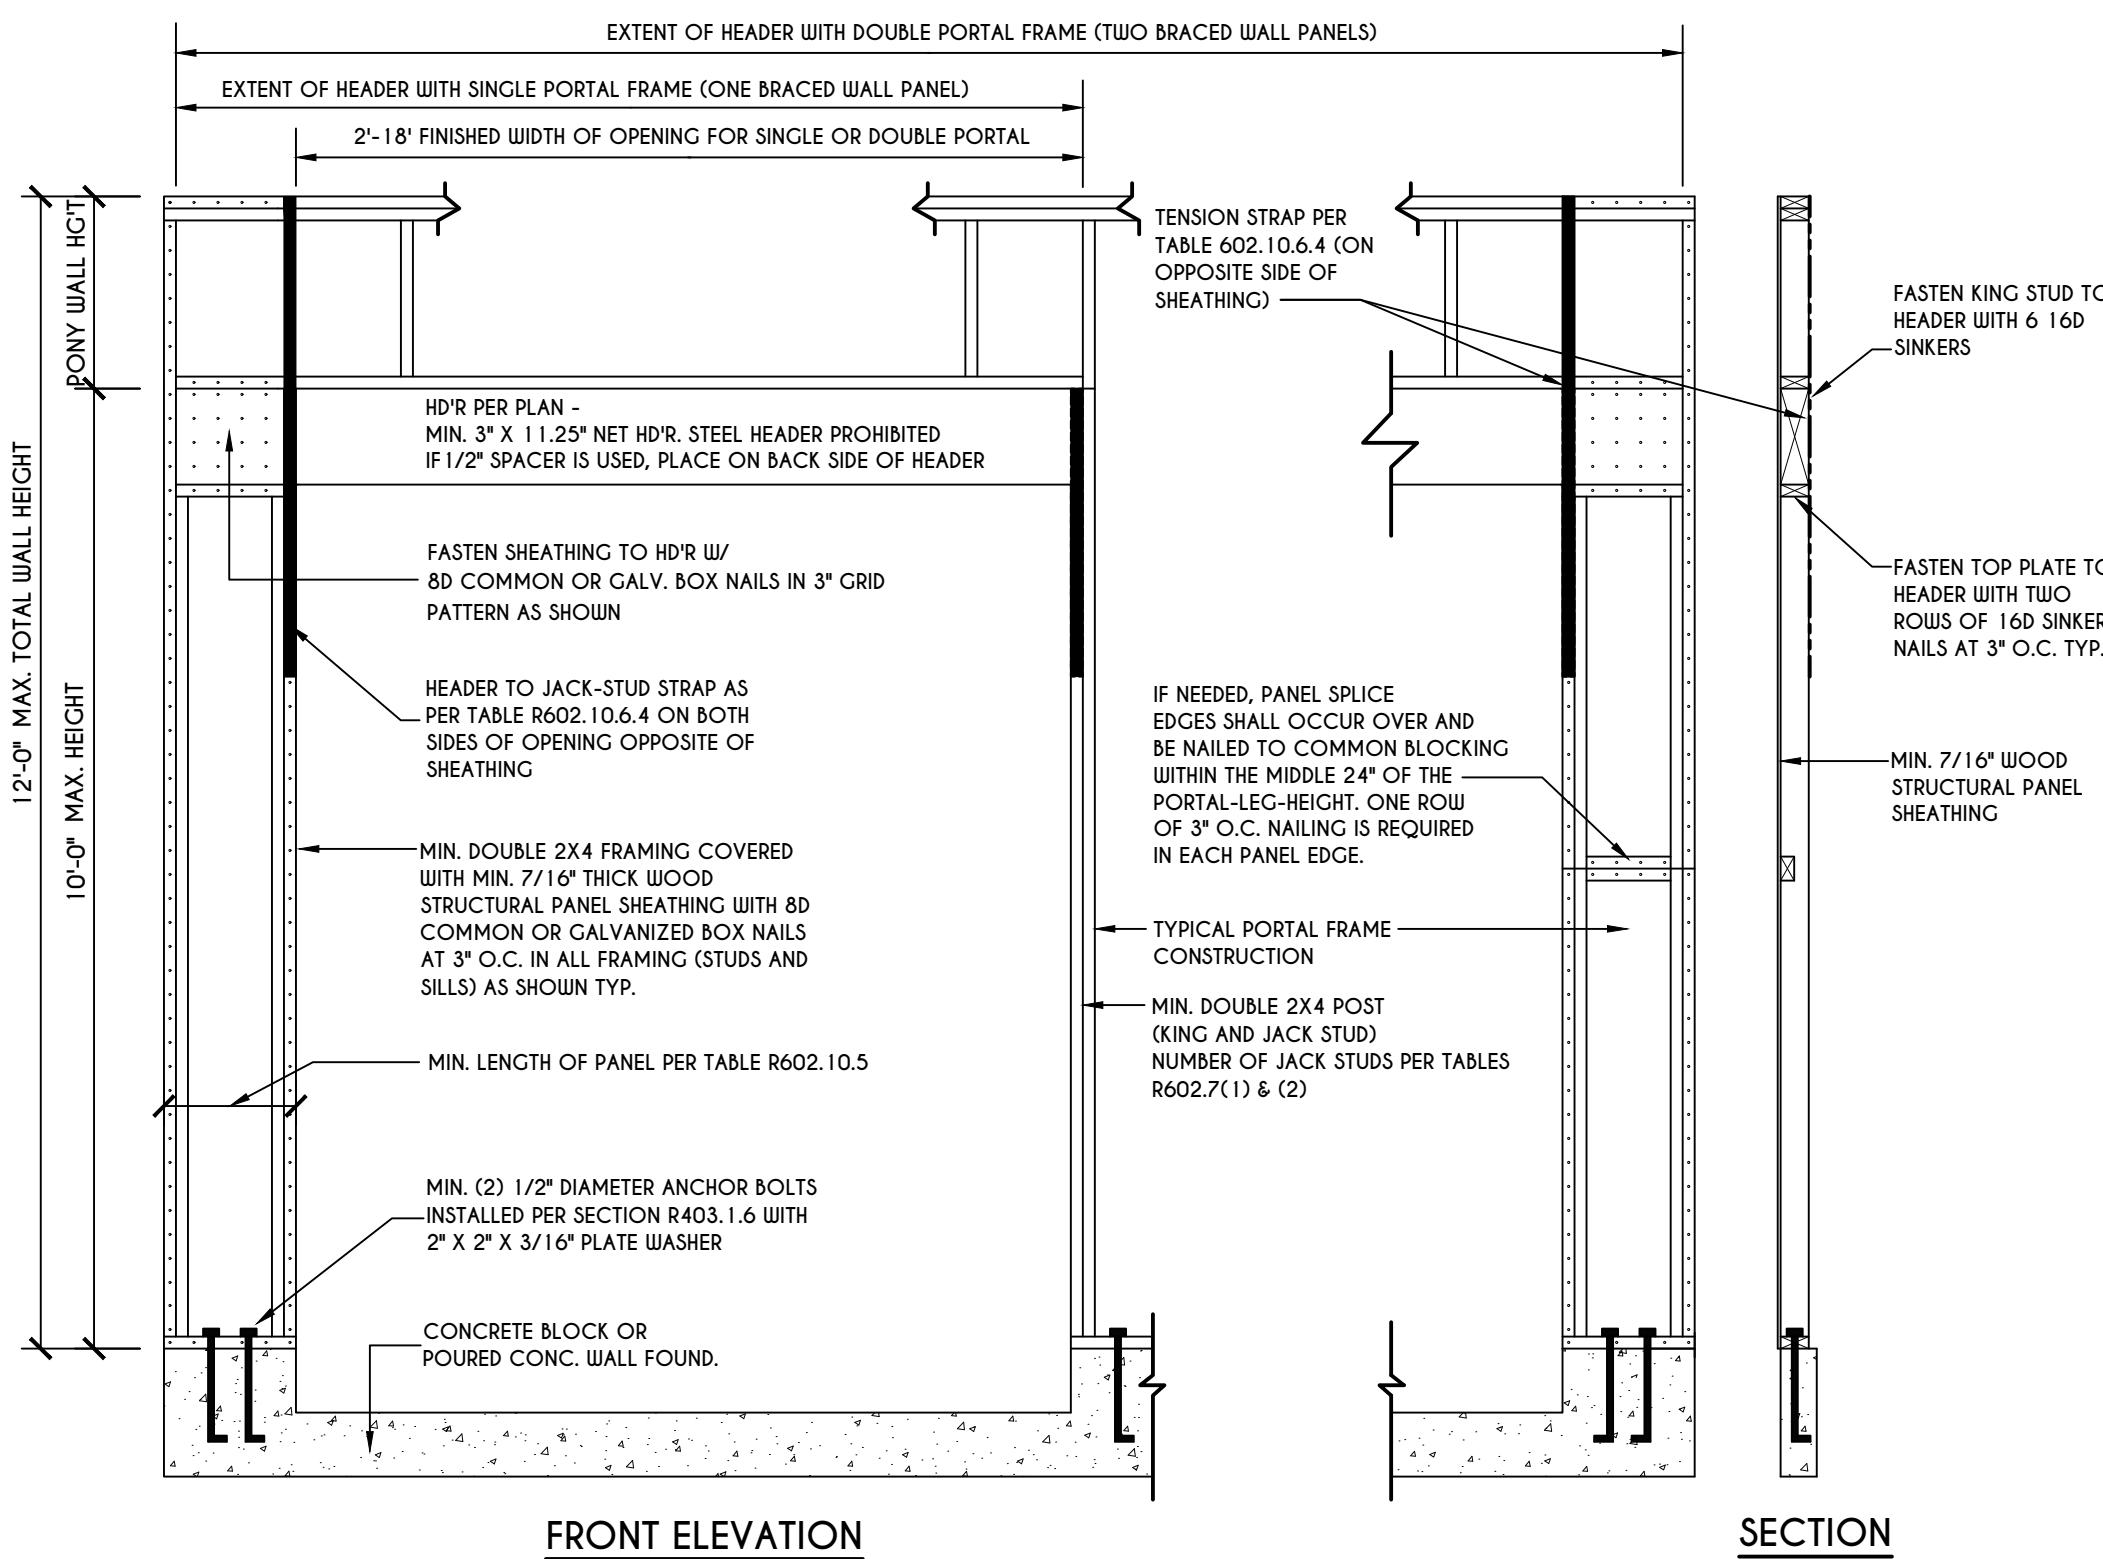 EXTENT OF HEADER WITH DOUBLE PORTAL FRAME (TWO BRACED WALL PANELS)
EXTENT OF HEADER WITH SINGLE PORTAL FRAME (ONE BRACED WALL PANEL)
2'-18' FINISHED WIDTH OF OPENING FOR SINGLE OR DOUBLE PORTAL
12'-0" MAX. TOTAL WALL HEIGHT
PONY WALL HG'T
10'-0" MAX. HEIGHT
HD'R PER PLAN -
MIN. 3" X 11.25" NET HD'R. STEEL HEADER PROHIBITED
IF 1/2" SPACER IS USED, PLACE ON BACK SIDE OF HEADER
FASTEN SHEATHING TO HD'R W/
8D COMMON OR GALV. BOX NAILS IN 3" GRID
PATTERN AS SHOWN
HEADER TO JACK-STUD STRAP AS
PER TABLE R602.10.6.4 ON BOTH
SIDES OF OPENING OPPOSITE OF
SHEATHING
MIN. DOUBLE 2X4 FRAMING COVERED
WITH MIN. 7/16" THICK WOOD
STRUCTURAL PANEL SHEATHING WITH 8D
COMMON OR GALVANIZED BOX NAILS
AT 3" O.C. IN ALL FRAMING (STUDS AND
SILLS) AS SHOWN TYP.
MIN. LENGTH OF PANEL PER TABLE R602.10.5
MIN. (2) 1/2" DIAMETER ANCHOR BOLTS
INSTALLED PER SECTION R403.1.6 WITH
2" X 2" X 3/16" PLATE WASHER
CONCRETE BLOCK OR
POURED CONC. WALL FOUND.
TENSION STRAP PER
TABLE 602.10.6.4 (ON
OPPOSITE SIDE OF
SHEATHING)
IF NEEDED, PANEL SPLICE
EDGES SHALL OCCUR OVER AND
BE NAILED TO COMMON BLOCKING
WITHIN THE MIDDLE 24" OF THE
PORTAL-LEG-HEIGHT. ONE ROW
OF 3" O.C. NAILING IS REQUIRED
IN EACH PANEL EDGE.
TYPICAL PORTAL FRAME
CONSTRUCTION
MIN. DOUBLE 2X4 POST
(KING AND JACK STUD)
NUMBER OF JACK STUDS PER TABLES
R602.7(1) & (2)
FASTEN KING STUD TO
HEADER WITH 6 16D
SINKERS
FASTEN TOP PLATE TO
HEADER WITH TWO
ROWS OF 16D SINKER
NAILS AT 3" O.C. TYP.
MIN. 7/16" WOOD
STRUCTURAL PANEL
SHEATHING
FRONT ELEVATION
SECTION